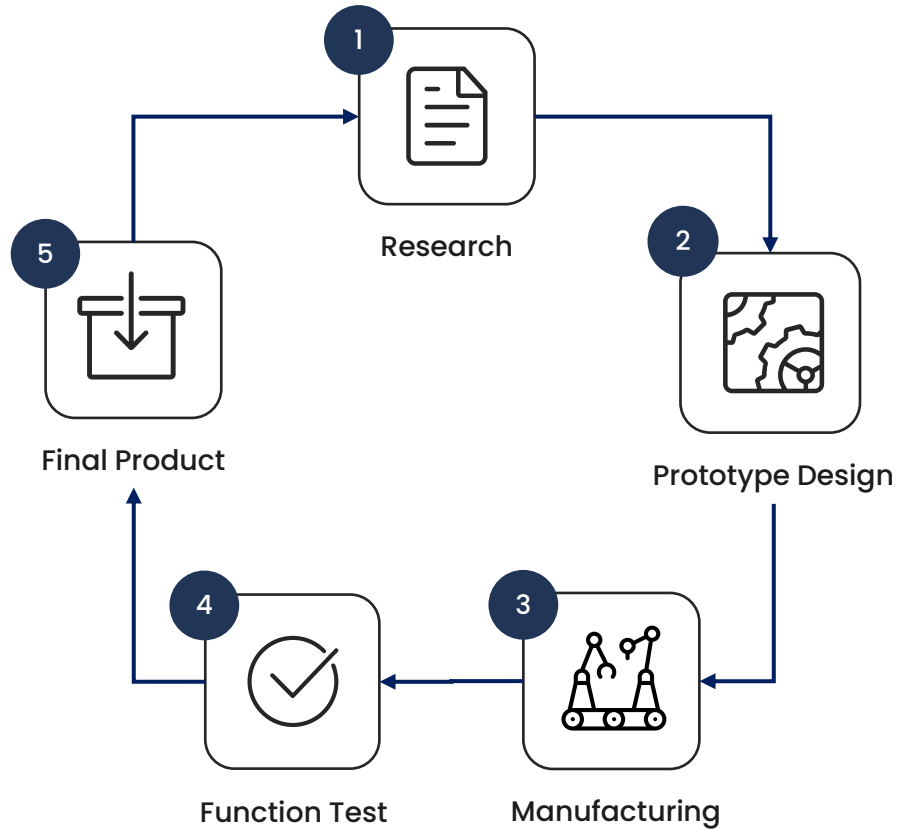 1
Research
2
Prototype Design
3
Manufacturing
4
Function Test
5
Final Product